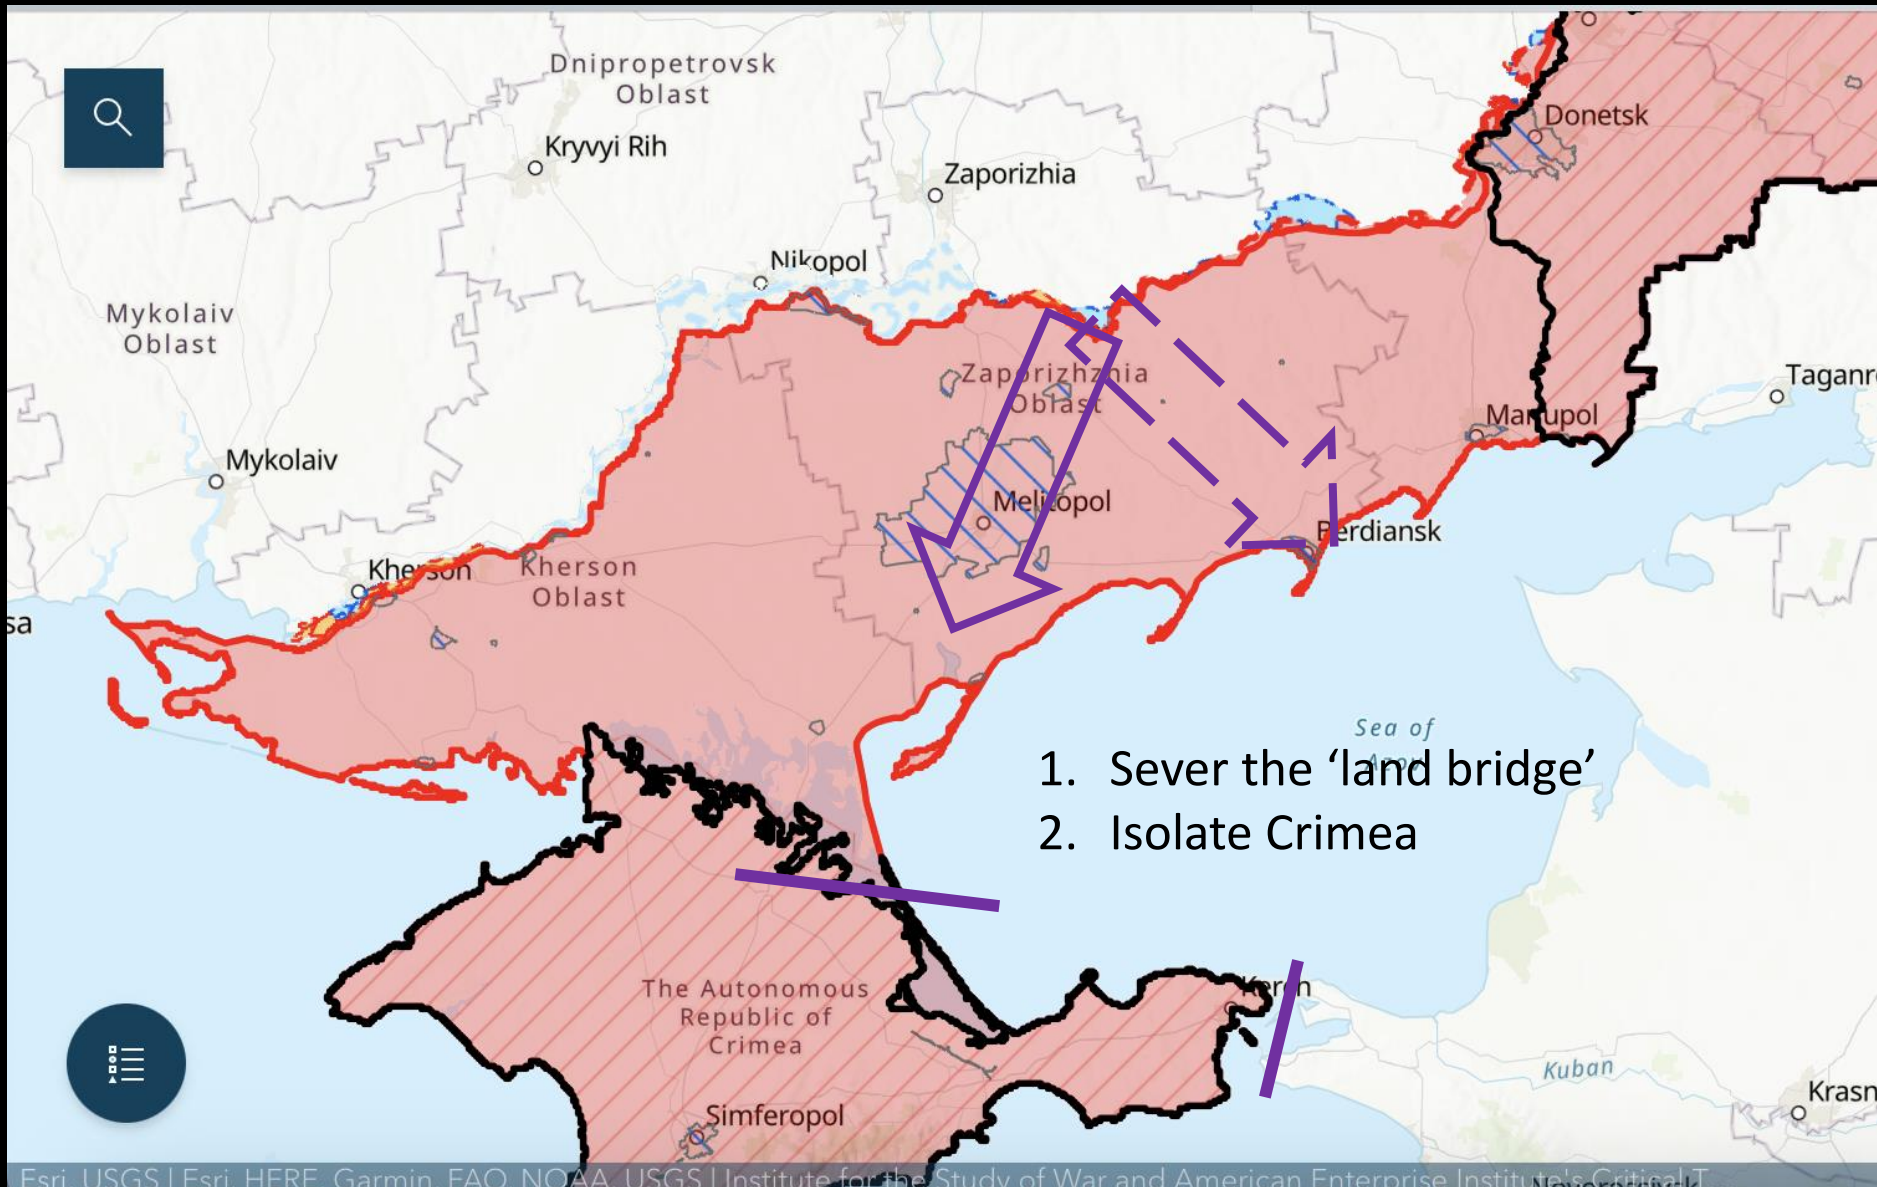 Dnipropetrovsk
Oblast
Donetsk
Kryvyi Rih
Zaporizhia
Nikopol
Mykolaiv
Oblast
Zaporizhzhia
Oblast
Taganr
Mariupol
Mykolaiv
Melitopol
Berdiansk
Kherson
Kherson
Oblast
sa
Sea of
Azov
1. Sever the ‘land bridge’
2. Isolate Crimea
The Autonomous
Republic of
Crimea
Kerch
Kuban
Krasn
Simferopol
Esri, USGS | Esri, HERE, Garmin, FAO, NOAA, USGS | Institute for the Study of War and American Enterprise Institute's Critical T